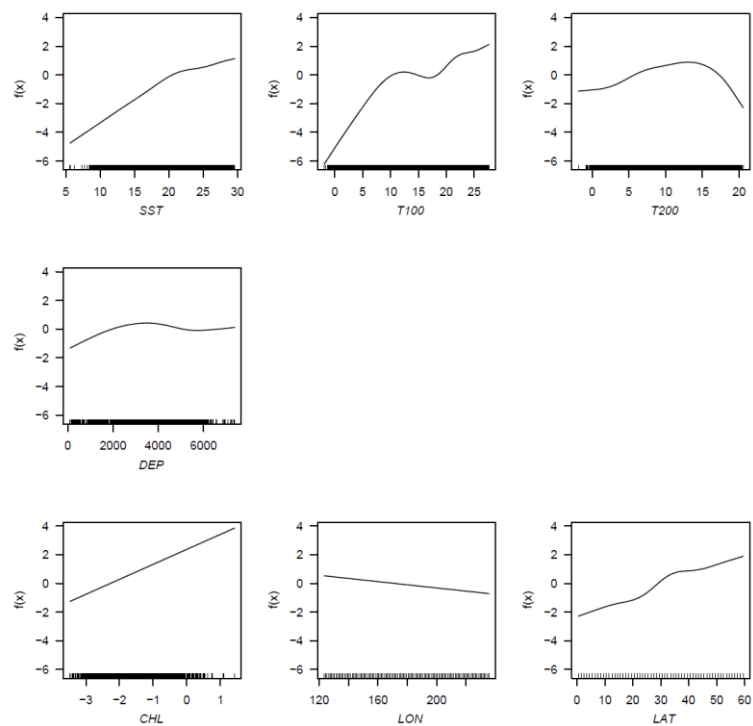 4 4 4
2 2 2
f(x) 0 f(x) 0 f(x) 0
−2 −2 −2
−4 −4 −4
−6 −6 −6
5 10 15 20 25 30 0 5 10 15 20 25 0 5 10 15 20
SST T100 T200
4
2
f(x) 0
−2
−4
−6
0 2000 4000 6000
DEP
4 4 4
2 2 2
f(x) 0 f(x) 0 f(x) 0
−2 −2 −2
−4 −4 −4
−6 −6 −6
−3 −2 −1 0 1 120 160 200 0 10 20 30 40 50 60
CHL LON LAT